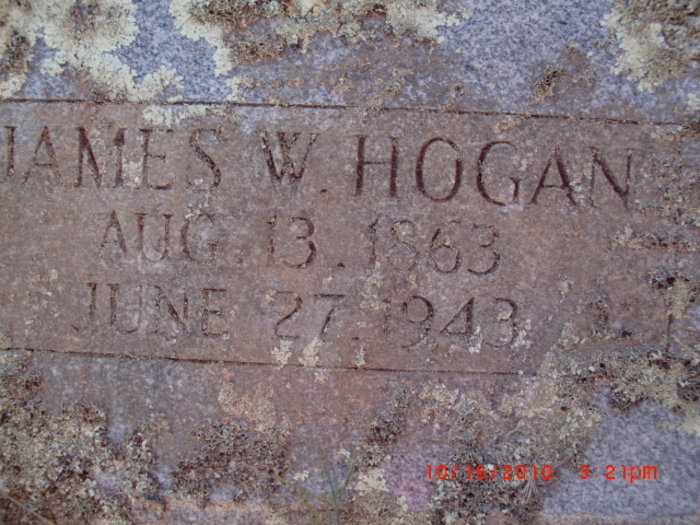 JAMES W. HOGAN
AUG. 13. 1863
JUNE 27. 1943
10/16/2010 3:21pm